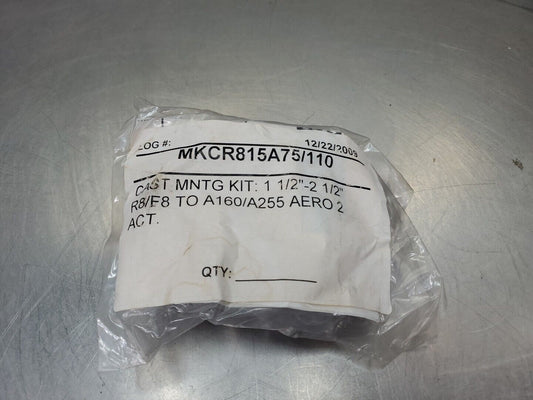 LOG #: 12/22/2009
MKCR815A75/110
CAST MNTG KIT: 1 1/2"-2 1/2"
R8/F8 TO A160/A255 AERO 2
ACT.
QTY: